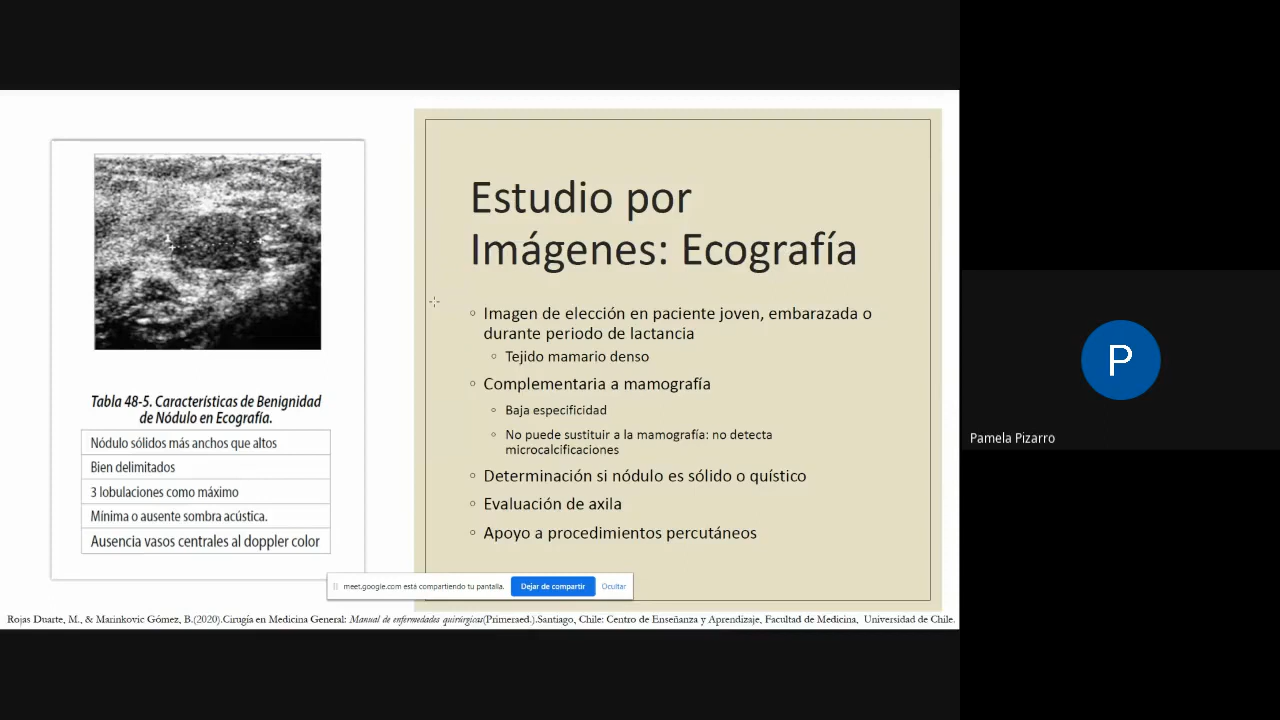 Tabla 48-5. Características de Benignidad
de Nódulo en Ecografía.
Nódulo sólidos más anchos que altos
Bien delimitados
3 lobulaciones como máximo
Mínima o ausente sombra acústica.
Ausencia vasos centrales al doppler color
Estudio por
Imágenes: Ecografía
Imagen de elección en paciente joven, embarazada o
durante periodo de lactancia
Tejido mamario denso
Complementaria a mamografía
Baja especificidad
No puede sustituir a la mamografía: no detecta
microcalcificaciones
Determinación si nódulo es sólido o quístico
Evaluación de axila
Apoyo a procedimientos percutáneos
meet.google.com está compartiendo tu pantalla.
Dejar de compartir
Ocultar
Rojas Duarte, M., & Marinkovic Gómez, B.(2020).Cirugía en Medicina General: Manual de enfermedades quirúrgicas(Primeraed.).Santiago, Chile: Centro de Enseñanza y Aprendizaje, Facultad de Medicina, Universidad de Chile.
P
Pamela Pizarro